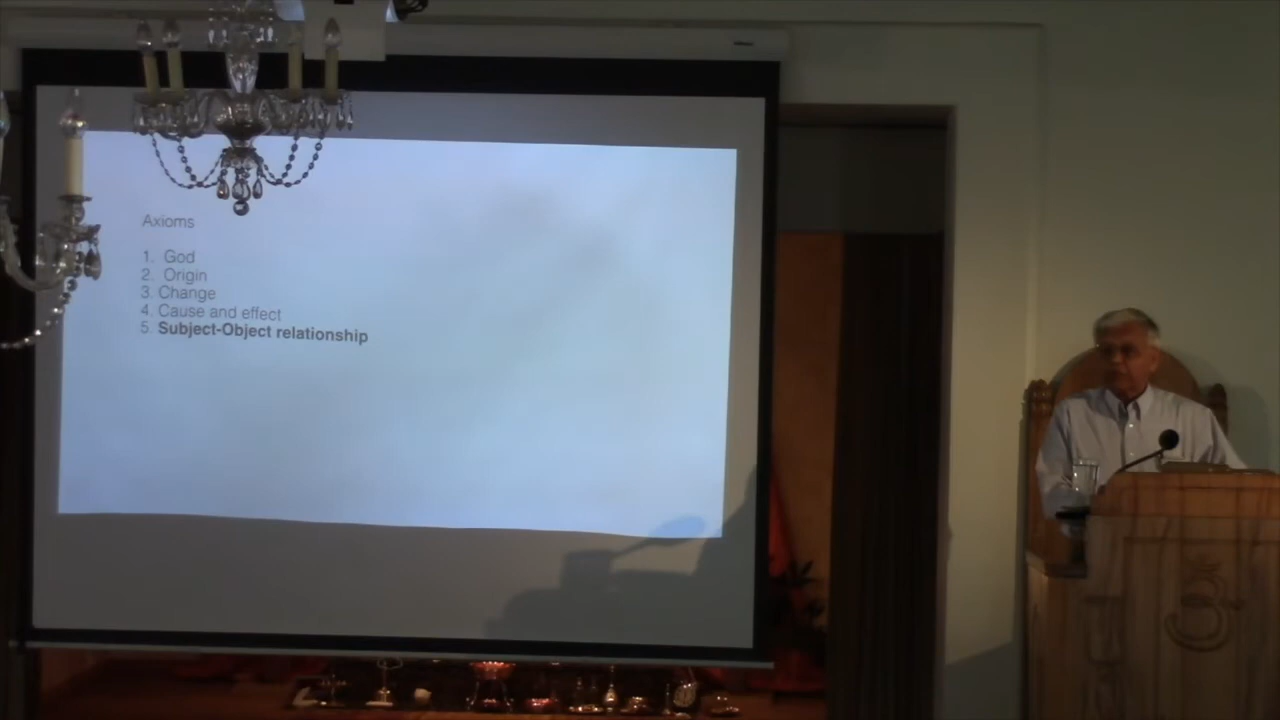 Axioms
1. God
2. Origin
3. Change
4. Cause and effect
5. Subject-Object relationship
ॐ